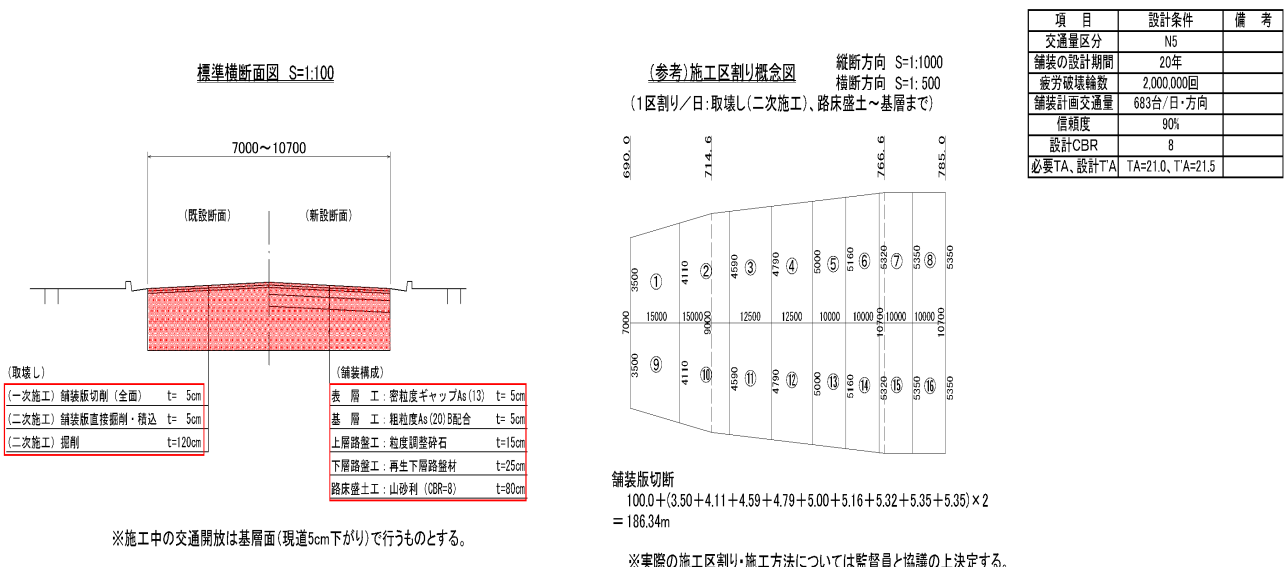 標準横断面図 S=1:100
7000～10700
(既設断面)
(新設断面)
(取壊し)
(一次施工) 舗装版切削 (全面) t= 5cm
(二次施工) 舗装版直接掘削・積込 t= 5cm
(二次施工) 掘削 t=120cm
(舗装構成)
表 層 工：密粒度ギャップAs(13) t= 5cm
基 層 工：粗粒度As(20)B配合 t= 5cm
上層路盤工：粒度調整砕石 t=15cm
下層路盤工：再生下層路盤材 t=25cm
路床盛土工：山砂利 (CBR=8) t=80cm
※施工中の交通開放は基層面(現道5cm下がり)で行うものとする。
(参考)施工区割り概念図
縦断方向 S=1:1000
横断方向 S=1:500
(1区割り／日:取壊し(二次施工)、路床盛土～基層まで)
690.0
714.6
766.6
785.0
3500 ① 4110 ② 4590 ③ 4790 ④ 5000 ⑤ 5160 ⑥ 5320 ⑦ 5350 ⑧ 5350
7000 15000 15000 9000 12500 12500 10000 10000 10700 10000 10000 10700
3500 ⑨ 4110 ⑩ 4590 ⑪ 4790 ⑫ 5000 ⑬ 5160 ⑭ 5320 ⑮ 5350 ⑯ 5350
舗装版切断
100.0＋(3.50＋4.11＋4.59＋4.79＋5.00＋5.16＋5.32＋5.35＋5.35)×2
＝186.34m
※実際の施工区割り・施工方法については監督員と協議の上決定する。
項 目 設計条件 備 考
交通量区分 N5
舗装の設計期間 20年
疲労破壊輪数 2,000,000回
舗装計画交通量 683台/日・方向
信頼度 90%
設計CBR 8
必要TA、設計T'A TA=21.0、T'A=21.5